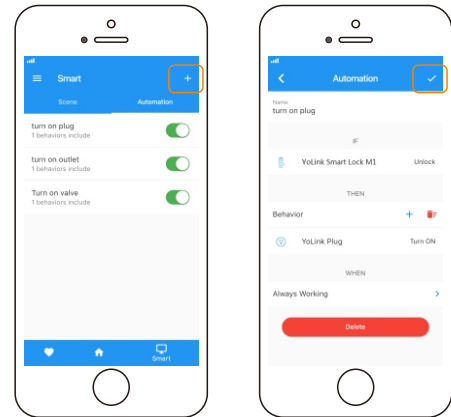 Smart
Scene
Automation
turn on plug
1 behaviors include
turn on outlet
1 behaviors include
Turn on valve
1 behaviors include
Smart
Automation
Name
turn on plug
IF
YoLink Smart Lock M1
Unlock
THEN
Behavior
YoLink Plug
Turn ON
WHEN
Always Working
Delete